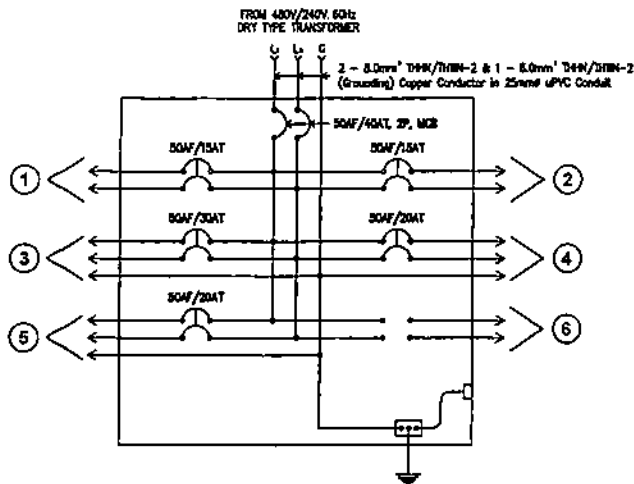 FROM 480V/240V, 60Hz
DRY TYPE TRANSFORMER
L₁ L₂ G
2 - 8.0mm² THHN/THWN-2 & 1 - 8.0mm² THHN/THWN-2
(Grounding) Copper Conductor in 25mmø uPVC Conduit
50AF/40AT, 2P, MCB
50AF/15AT 50AF/15AT
1 2
50AF/30AT 50AF/20AT
3 4
50AF/20AT
5 6